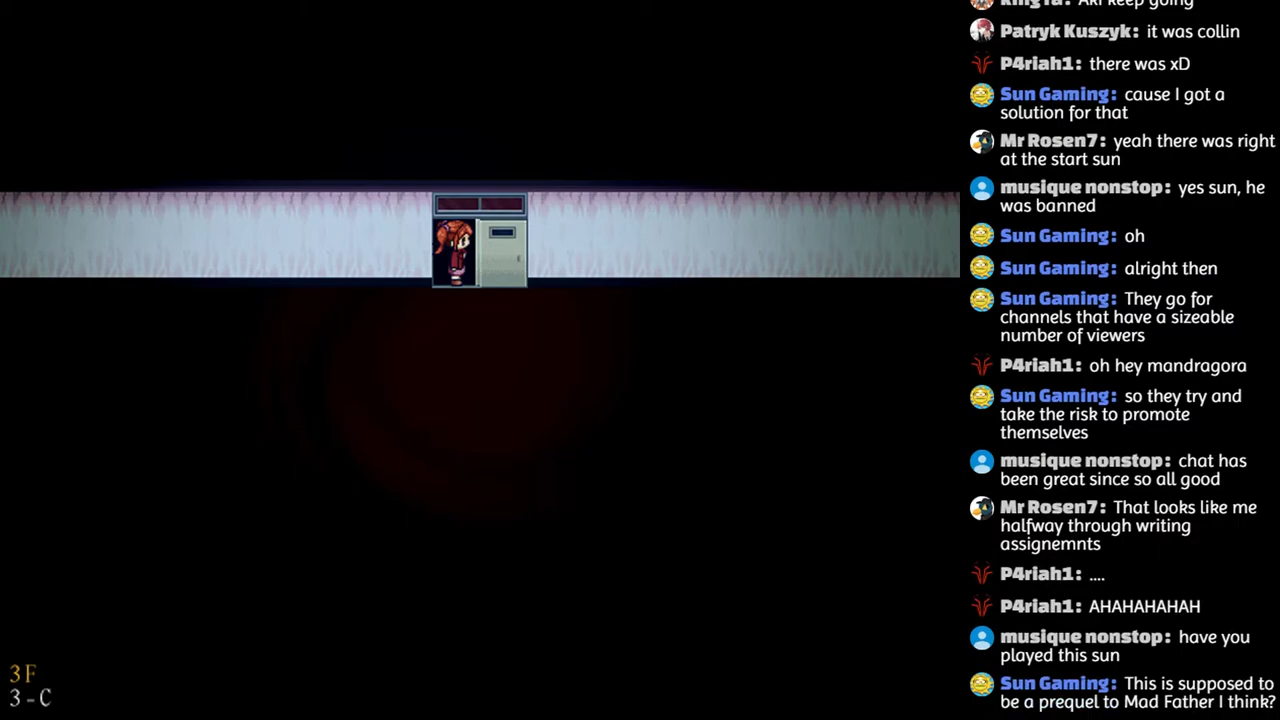 Patryk Kuszyk: it was collin
P4riah1: there was xD
Sun Gaming: cause I got a
solution for that
Mr Rosen7: yeah there was right
at the start sun
musique nonstop: yes sun, he
was banned
Sun Gaming: oh
Sun Gaming: alright then
Sun Gaming: They go for
channels that have a sizeable
number of viewers
P4riah1: oh hey mandragora
Sun Gaming: so they try and
take the risk to promote
themselves
musique nonstop: chat has
been great since so all good
Mr Rosen7: That looks like me
halfway through writing
assignemnts
P4riah1: ....
P4riah1: AHAHAHAHAH
musique nonstop: have you
played this sun
Sun Gaming: This is supposed to
be a prequel to Mad Father I think?
3F
3-C